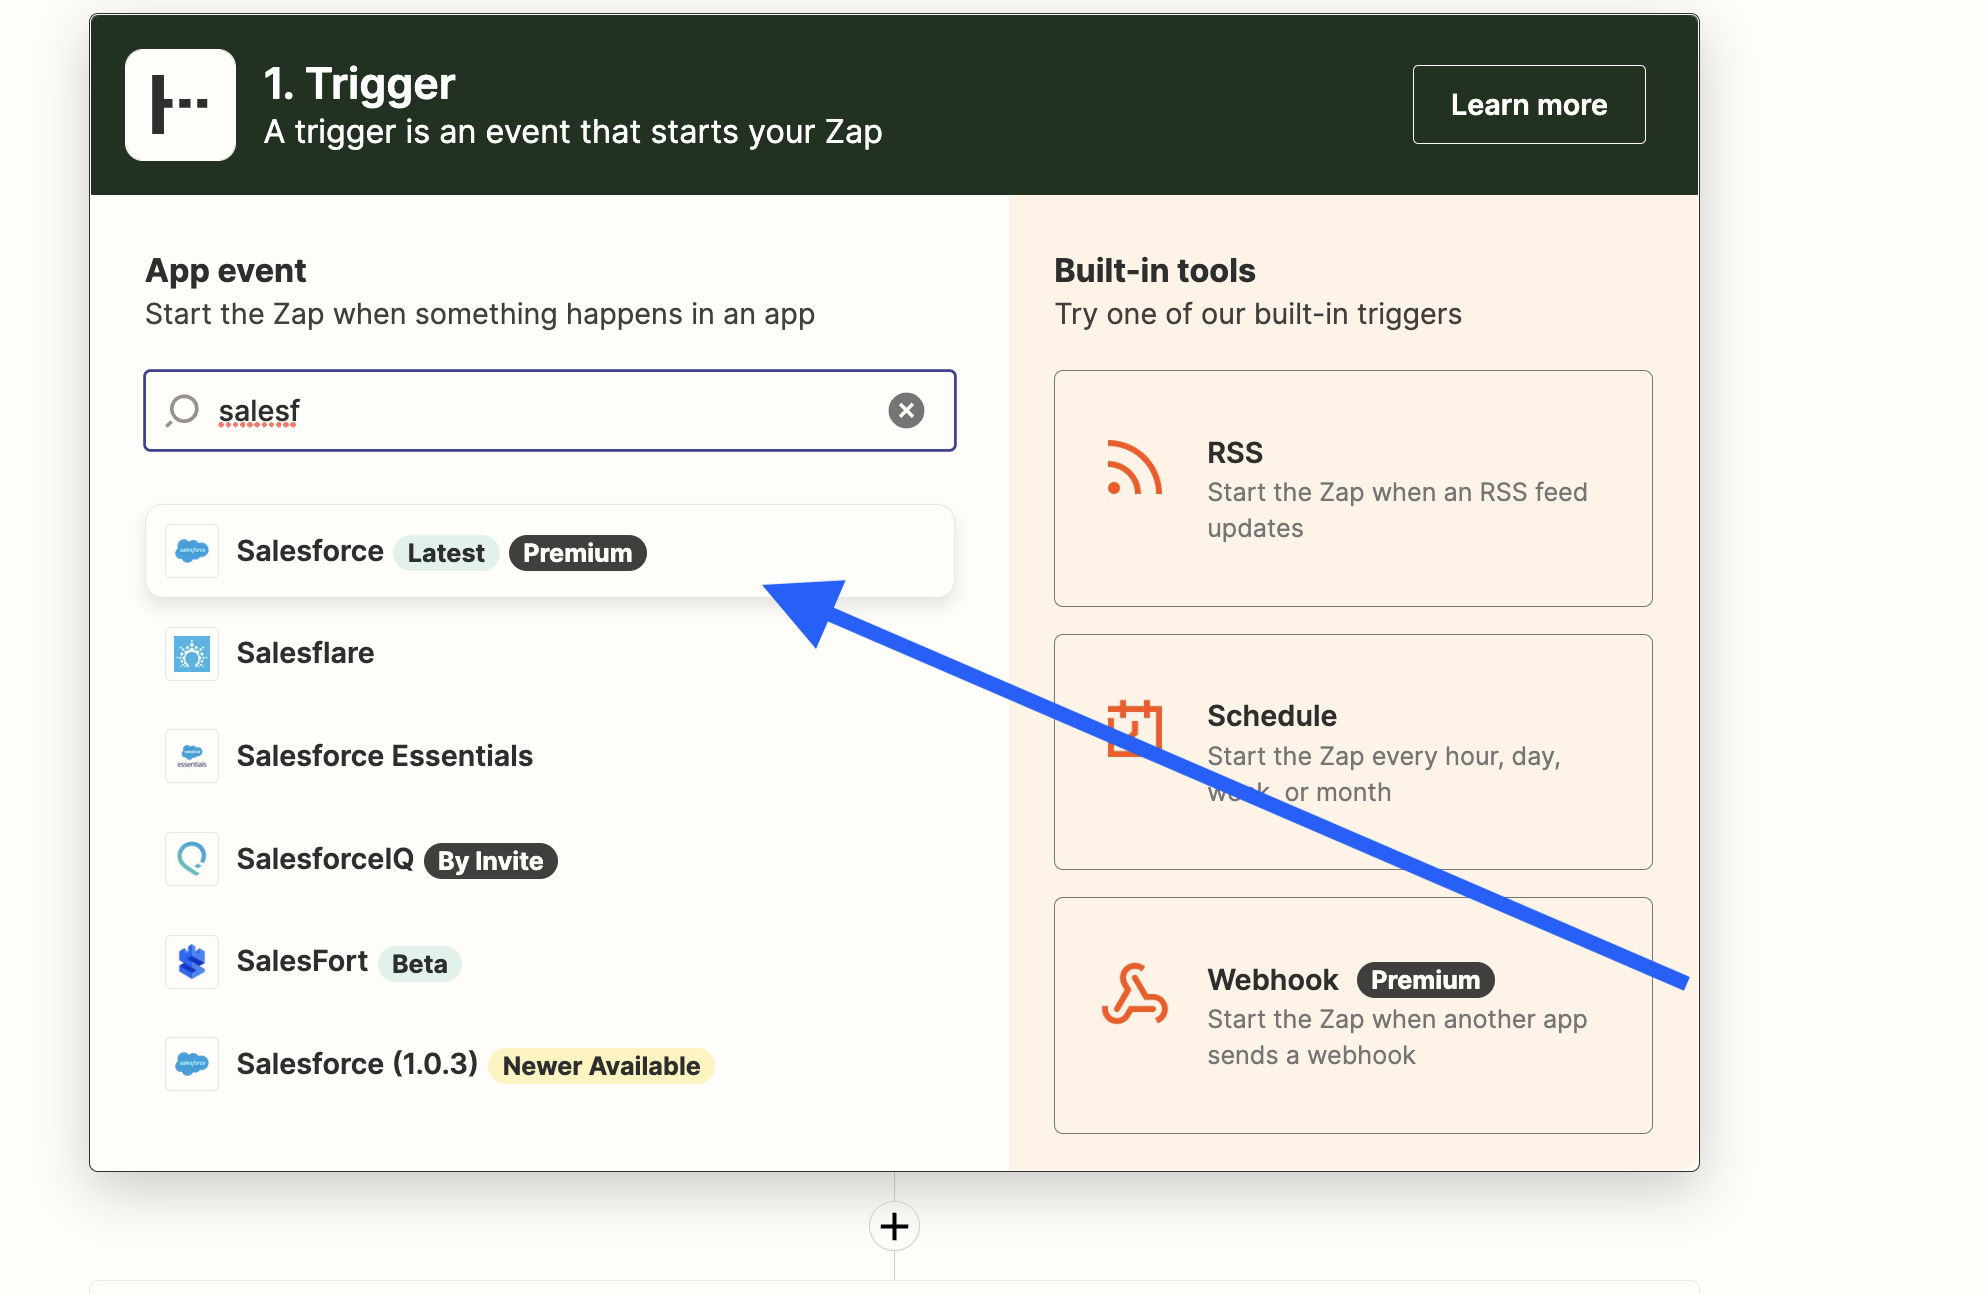 1. Trigger
A trigger is an event that starts your Zap
Learn more
App event
Start the Zap when something happens in an app
salesf
Salesforce Latest Premium
Salesflare
Salesforce Essentials
SalesforceIQ By Invite
SalesFort Beta
Salesforce (1.0.3) Newer Available
Built-in tools
Try one of our built-in triggers
RSS
Start the Zap when an RSS feed
updates
Schedule
Start the Zap every hour, day,
week, or month
Webhook Premium
Start the Zap when another app
sends a webhook